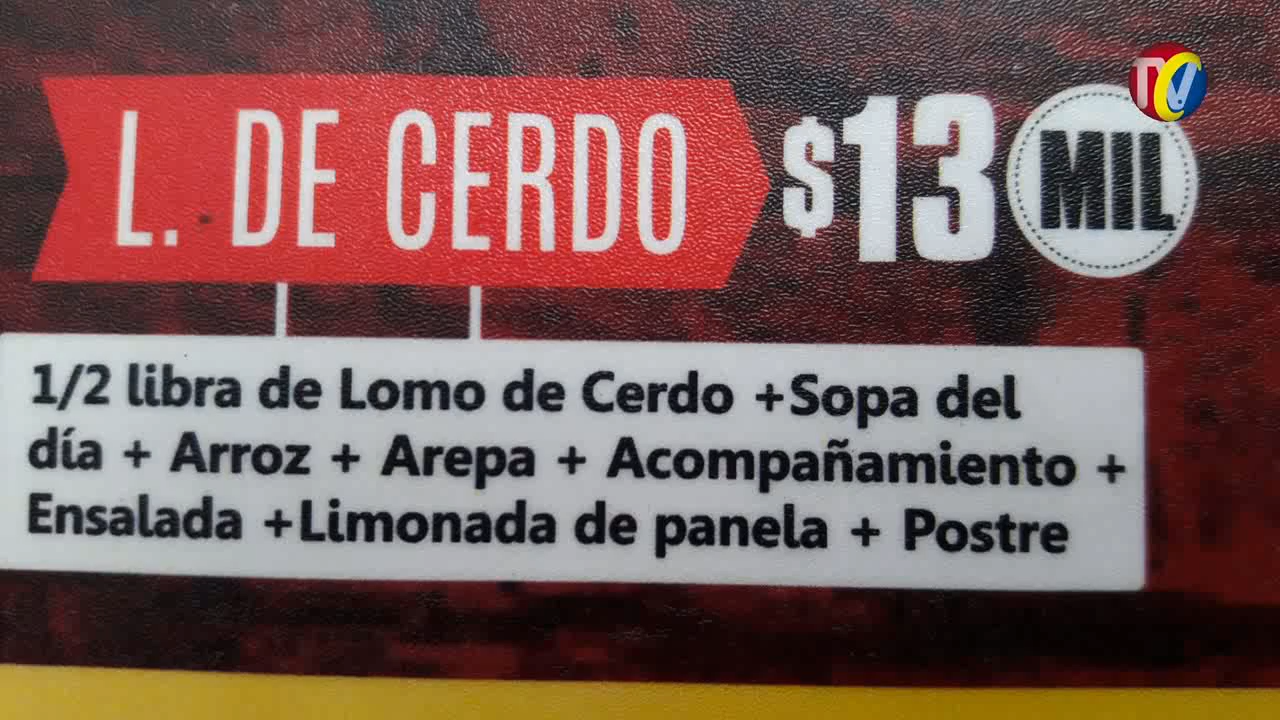 L. DE CERDO $13 MIL
1/2 libra de Lomo de Cerdo +Sopa del
día + Arroz + Arepa + Acompañamiento +
Ensalada +Limonada de panela + Postre
TVC